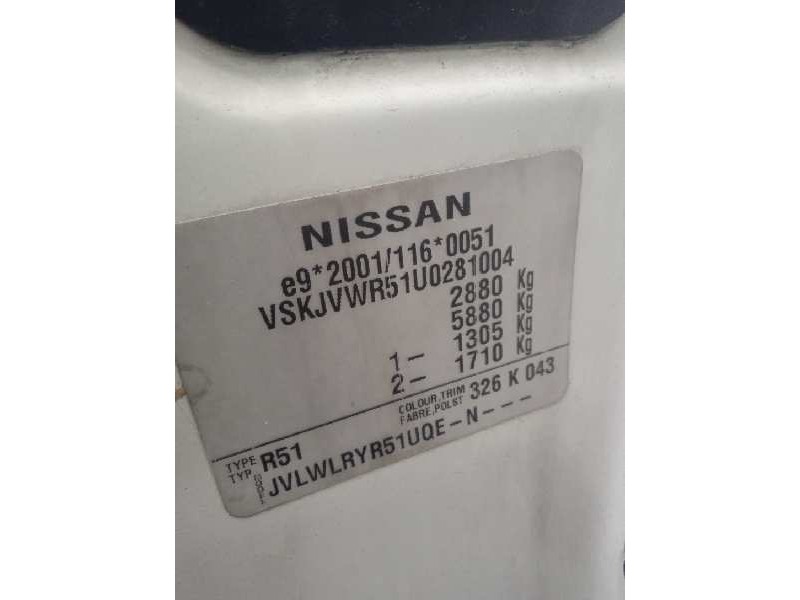 NISSAN
e9*2001/116*0051
VSKJVWR51U0281004
2880 Kg
5880 Kg
1- 1305 Kg
2- 1710 Kg
COLOUR,TRIM
FABRE,POLST 326 K 043
TYPE
TYP R51
MODEL JVLWLRYR51UQE-N---